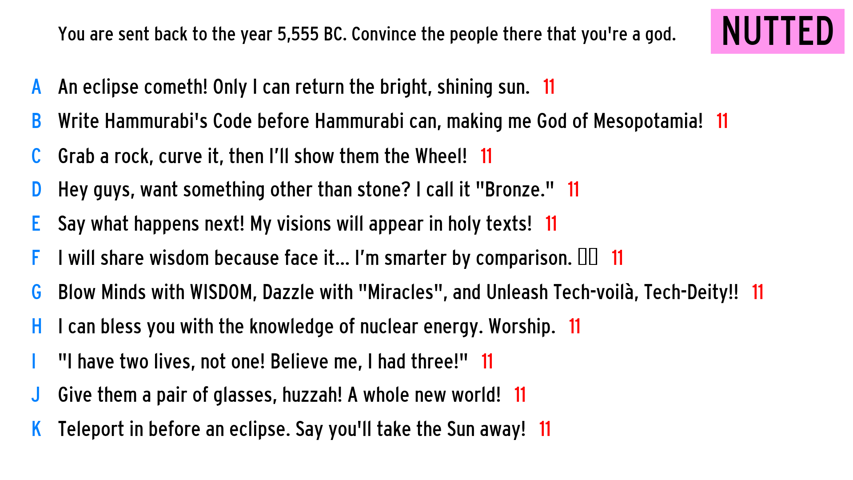 You are sent back to the year 5,555 BC. Convince the people there that you're a god.
NUTTED
A An eclipse cometh! Only I can return the bright, shining sun. 11
B Write Hammurabi's Code before Hammurabi can, making me God of Mesopotamia! 11
C Grab a rock, curve it, then I’ll show them the Wheel! 11
D Hey guys, want something other than stone? I call it "Bronze." 11
E Say what happens next! My visions will appear in holy texts! 11
F I will share wisdom because face it... I’m smarter by comparison. 11
G Blow Minds with WISDOM, Dazzle with "Miracles", and Unleash Tech-voilà, Tech-Deity!! 11
H I can bless you with the knowledge of nuclear energy. Worship. 11
I "I have two lives, not one! Believe me, I had three!" 11
J Give them a pair of glasses, huzzah! A whole new world! 11
K Teleport in before an eclipse. Say you'll take the Sun away! 11